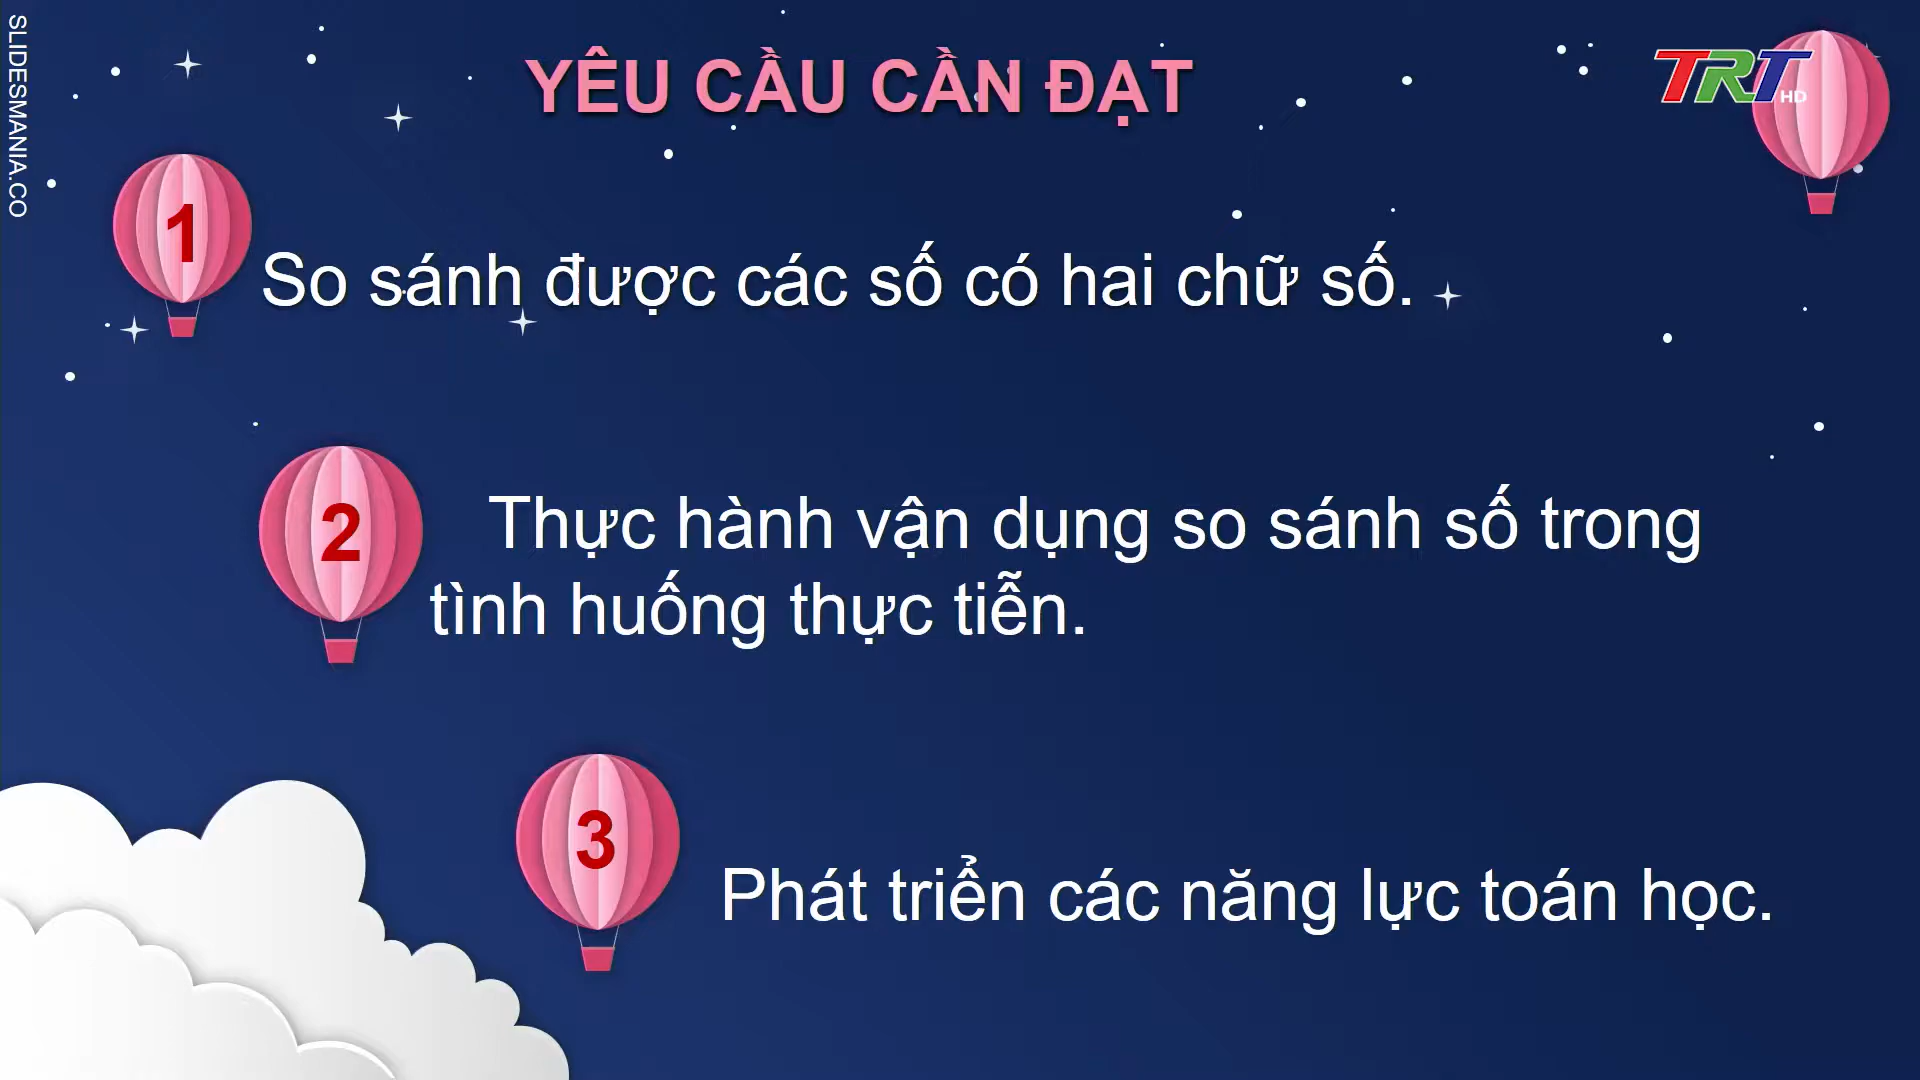 SLIDESMANIA.CO
YÊU CẦU CẦN ĐẠT
TRT HD
1
So sánh được các số có hai chữ số.
2
Thực hành vận dụng so sánh số trong
tình huống thực tiễn.
3
Phát triển các năng lực toán học.